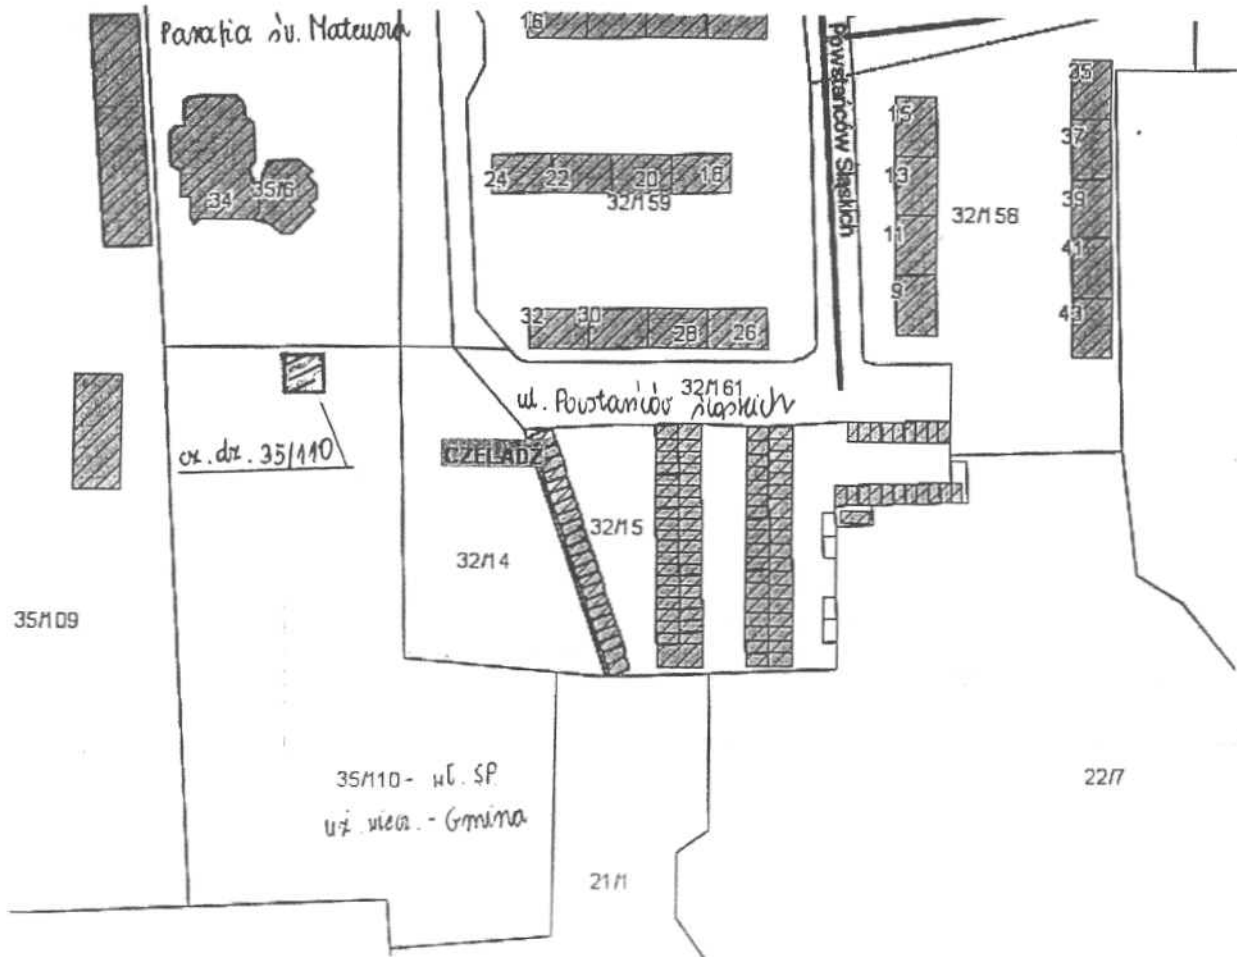 Parafia św. Mateusza
16
Powstańców Śląskich
35
15
37
13
39
32/158
11
41
9
43
24 22 20 18
32/159
34 35/6
32 30 28 26
32/161
ul. Powstańców śląskich
cz. dz. 35/110
CZELADŹ
32/15
32/14
35/109
35/110 - wł. SP.
uż. wiecz. - Gmina
22/7
21/1